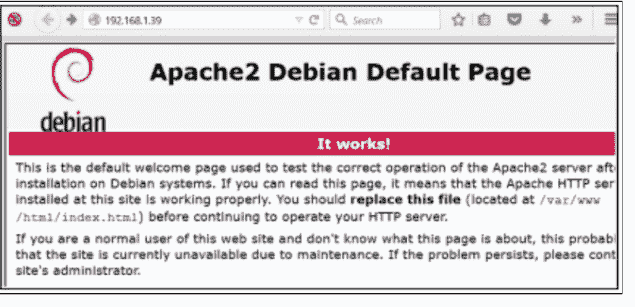 192.168.1.39
Search
Apache2 Debian Default Page
debian
It works!
This is the default welcome page used to test the correct operation of the Apache2 server aft
installation on Debian systems. If you can read this page, it means that the Apache HTTP ser
installed at this site is working properly. You should replace this file (located at /var/www
/html/index.html) before continuing to operate your HTTP server.
If you are a normal user of this web site and don't know what this page is about, this probabl
that the site is currently unavailable due to maintenance. If the problem persists, please cont
site's administrator.